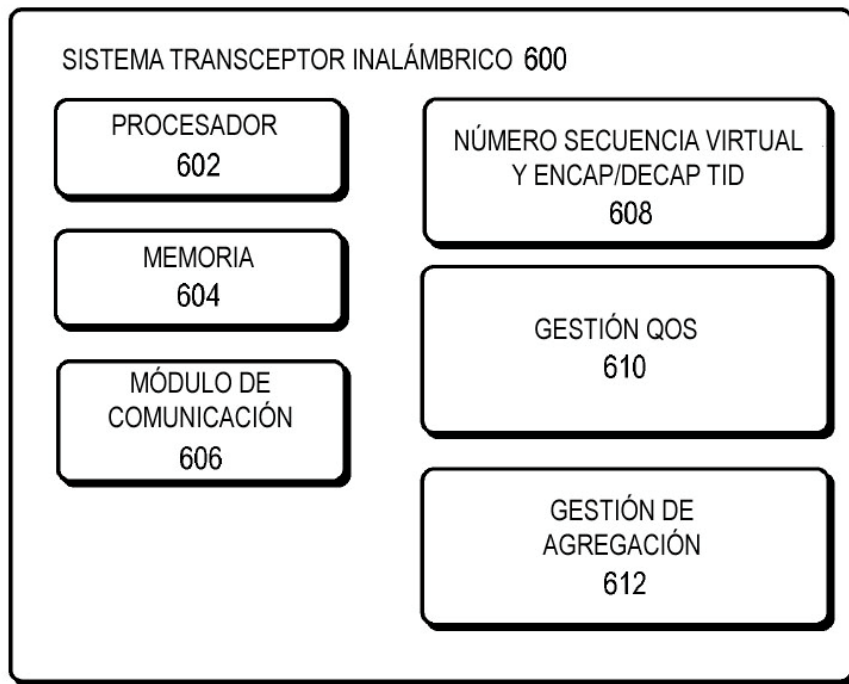 SISTEMA TRANSCEPTOR INALÁMBRICO 600
PROCESADOR
602
MEMORIA
604
MÓDULO DE
COMUNICACIÓN
606
NÚMERO SECUENCIA VIRTUAL
Y ENCAP/DECAP TID
608
GESTIÓN QOS
610
GESTIÓN DE
AGREGACIÓN
612